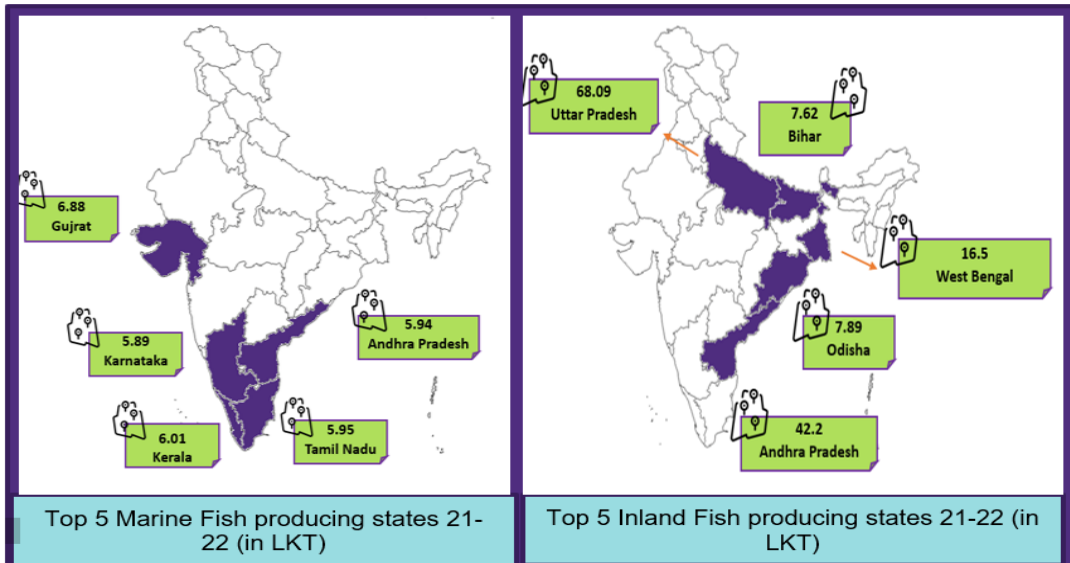 6.88
Gujrat
5.89
Karnataka
6.01
Kerala
5.94
Andhra Pradesh
5.95
Tamil Nadu
Top 5 Marine Fish producing states 21-
22 (in LKT)
68.09
Uttar Pradesh
7.62
Bihar
16.5
West Bengal
7.89
Odisha
42.2
Andhra Pradesh
Top 5 Inland Fish producing states 21-22 (in
LKT)